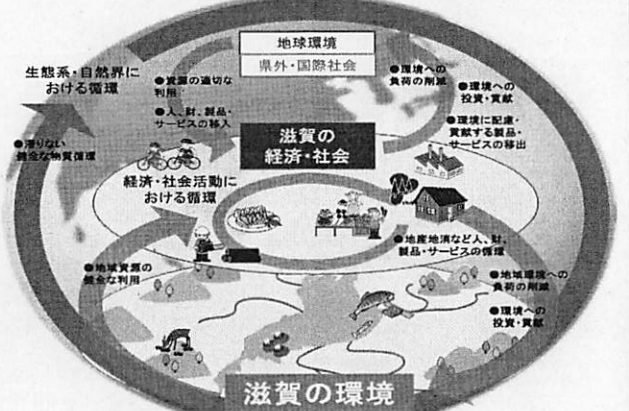 地球環境
県外・国際社会
生態系・自然界に
おける循環
●資源の適切な
利用
●人、財、製品・
サービスの移入
●環境への
負荷の削減
●環境への
投資・貢献
●環境に配慮・
貢献する製品・
サービスの移出
●滞りない
健全な物質循環
滋賀の
経済・社会
経済・社会活動に
おける循環
●地産地消など人、財、
製品・サービスの循環
●地域資源の
健全な利用
●地域環境への
負荷の削減
●環境への
投資・貢献
滋賀の環境